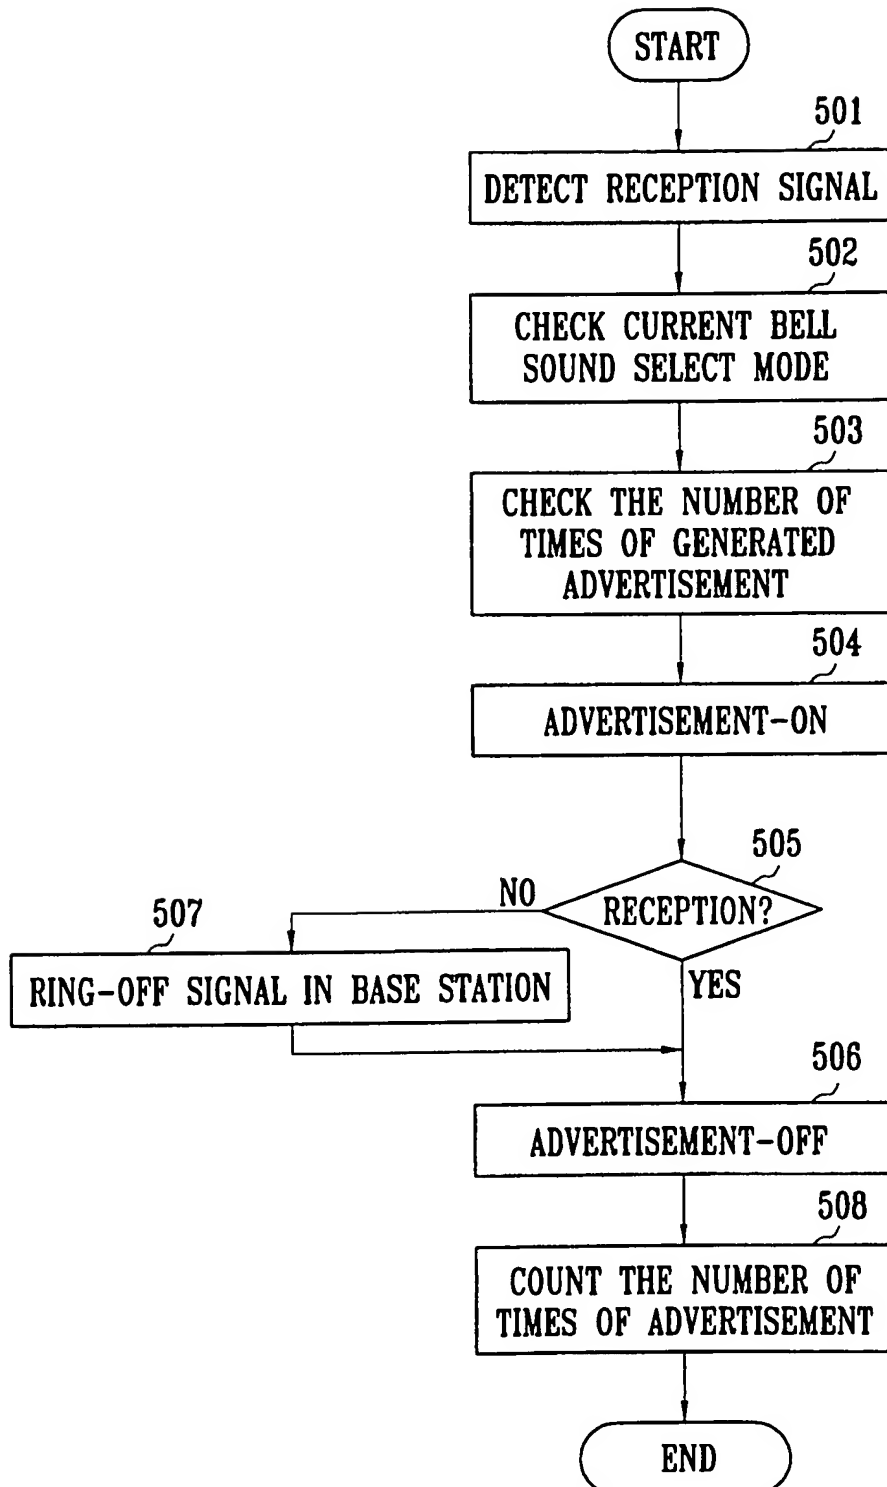 START
501
DETECT RECEPTION SIGNAL
502
CHECK CURRENT BELL
SOUND SELECT MODE
503
CHECK THE NUMBER OF
TIMES OF GENERATED
ADVERTISEMENT
504
ADVERTISEMENT-ON
505
RECEPTION?
NO
507
RING-OFF SIGNAL IN BASE STATION
YES
506
ADVERTISEMENT-OFF
508
COUNT THE NUMBER OF
TIMES OF ADVERTISEMENT
END